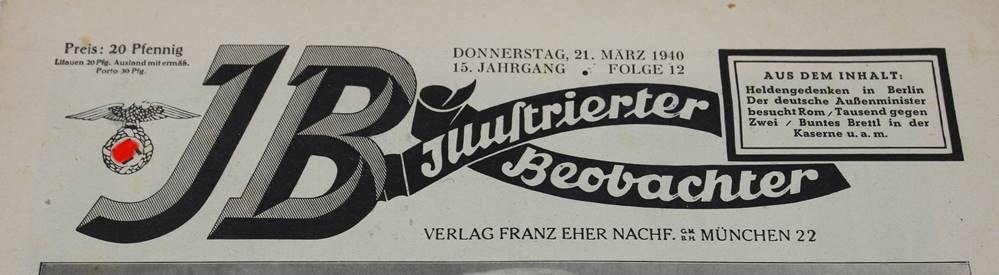 Preis: 20 Pfennig
Litauen 20 Pfg. Ausland mit ermäß.
Porto 30 Pfg.
JB
DONNERSTAG, 21. MÄRZ 1940
15. JAHRGANG • FOLGE 12
Illustrierter
Beobachter
AUS DEM INHALT:
Heldengedenken in Berlin
Der deutsche Außenminister
besucht Rom / Tausend gegen
Zwei / Buntes Brettl in der
Kaserne u. a. m.
VERLAG FRANZ EHER NACHF. G.M.B.H. MÜNCHEN 22